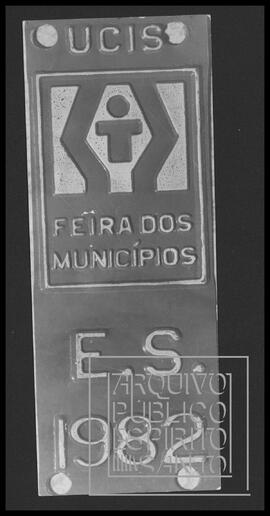 UCIS
FEIRA DOS
MUNICÍPIOS
E.S.
1982
ARQUIVO
PÚBLICO
ESPÍRITO
SANTO